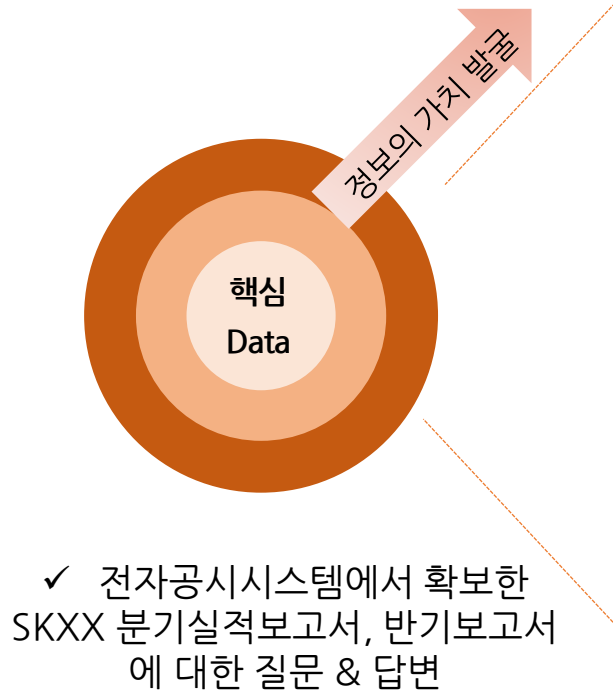 정보의 가치 발굴
핵심
Data
✓ 전자공시시스템에서 확보한
SKXX 분기실적보고서, 반기보고서
에 대한 질문 & 답변